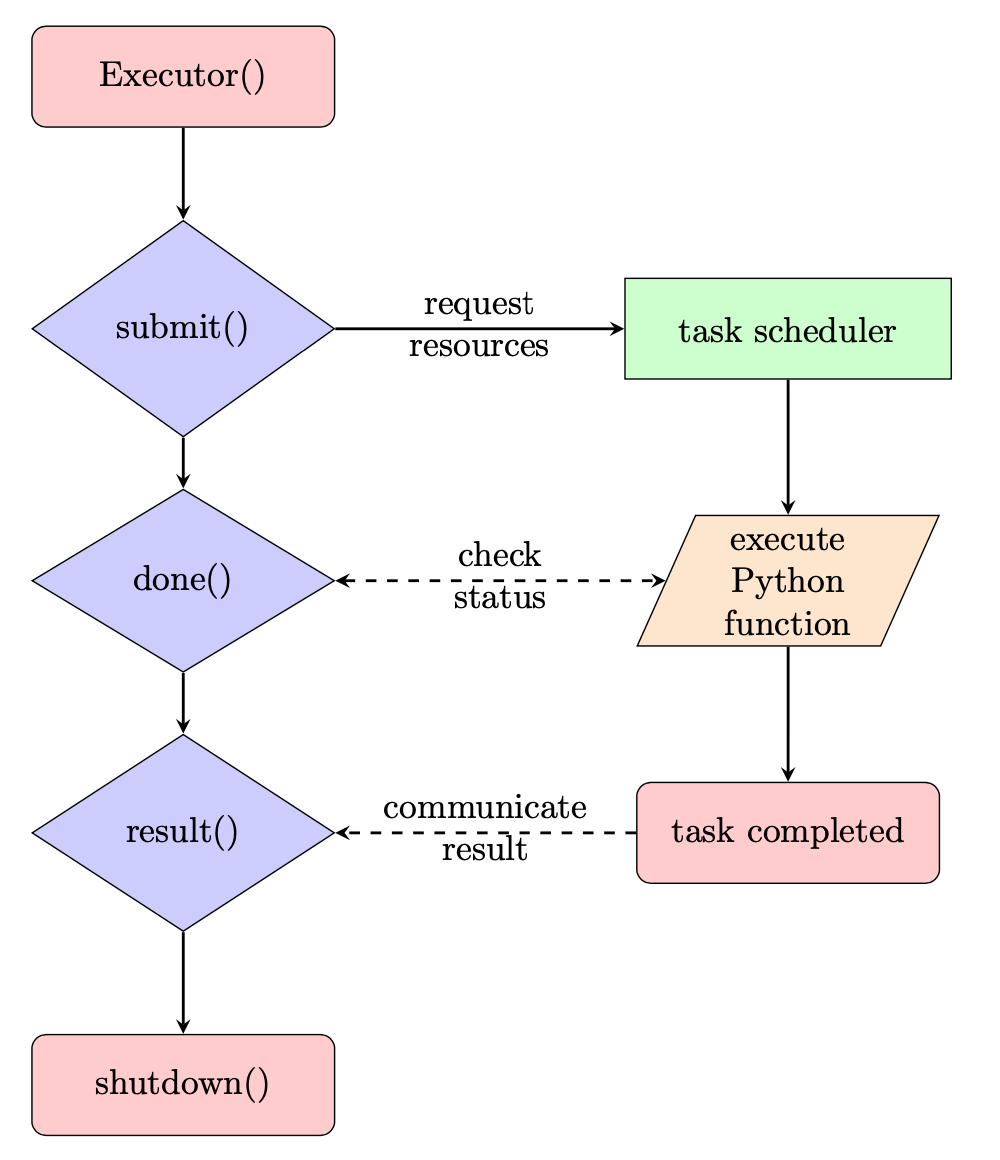 Executor()
submit()
request
resources
task scheduler
done()
check
status
execute
Python
function
result()
communicate
result
task completed
shutdown()